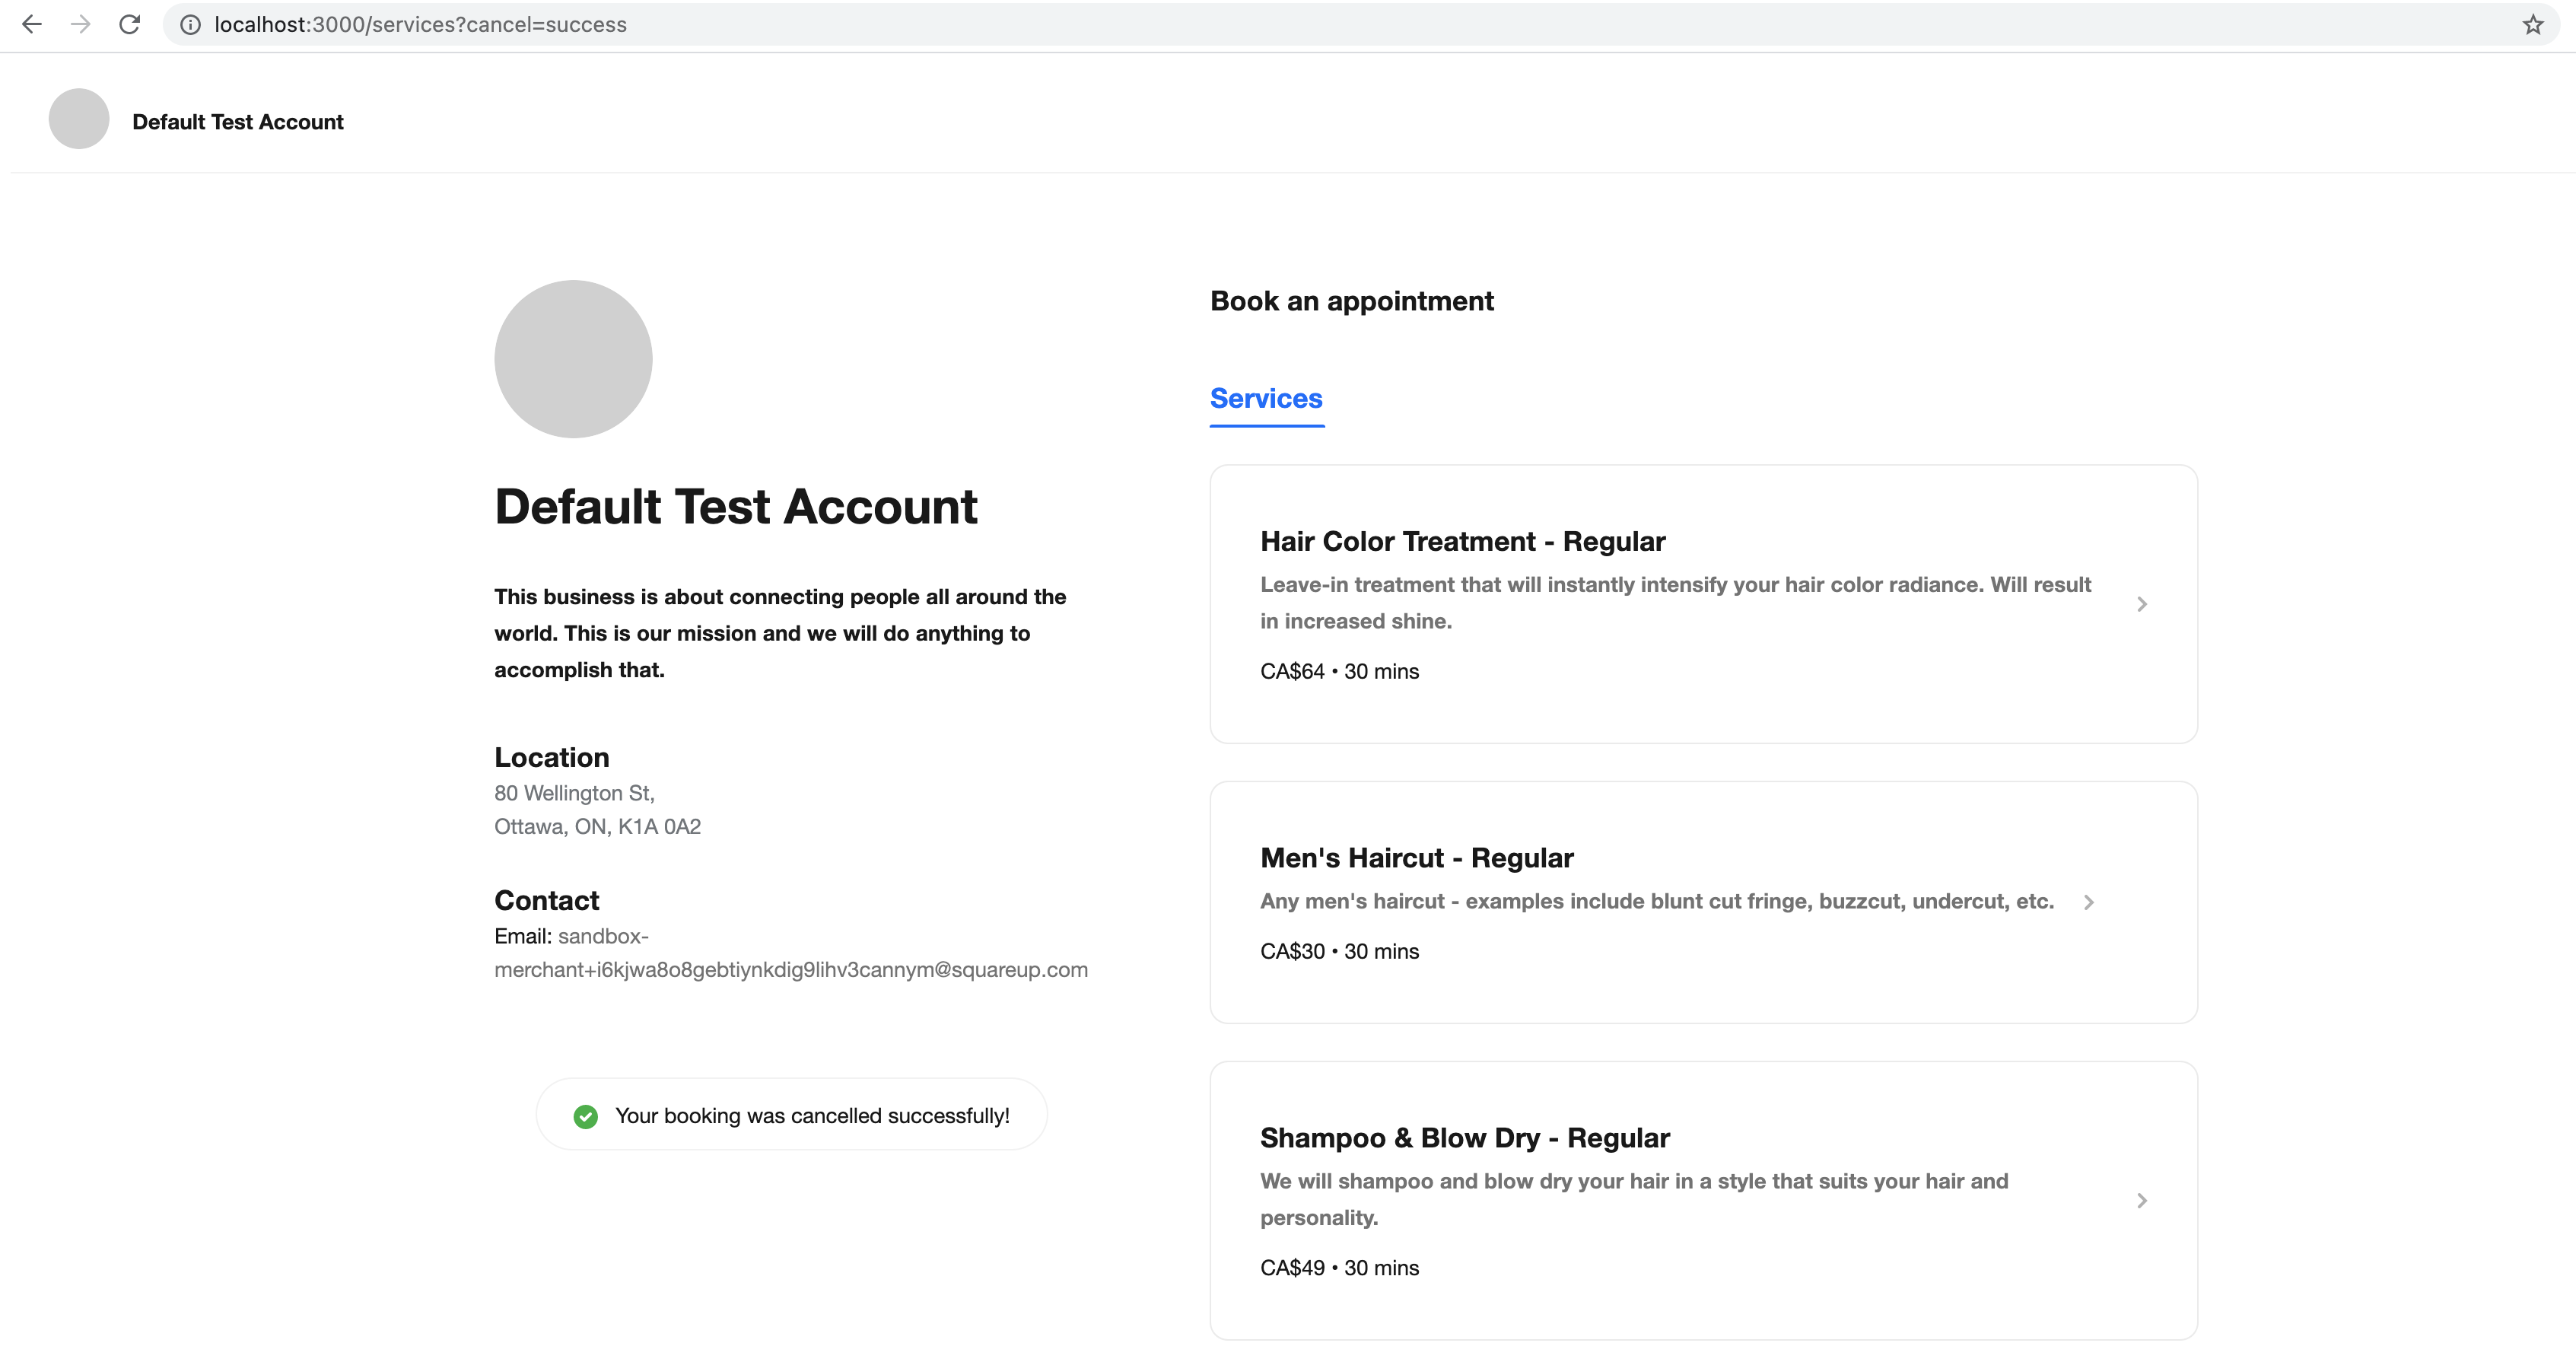 localhost:3000/services?cancel=success
Default Test Account
Default Test Account
This business is about connecting people all around the
world. This is our mission and we will do anything to
accomplish that.
Location
80 Wellington St,
Ottawa, ON, K1A 0A2
Contact
Email: sandbox-
merchant+i6kjwa8o8gebtiynkdig9lihv3cannym@squareup.com
Your booking was cancelled successfully!
Book an appointment
Services
Hair Color Treatment - Regular
Leave-in treatment that will instantly intensify your hair color radiance. Will result
in increased shine.
CA$64 • 30 mins
Men's Haircut - Regular
Any men's haircut - examples include blunt cut fringe, buzzcut, undercut, etc.
CA$30 • 30 mins
Shampoo & Blow Dry - Regular
We will shampoo and blow dry your hair in a style that suits your hair and
personality.
CA$49 • 30 mins